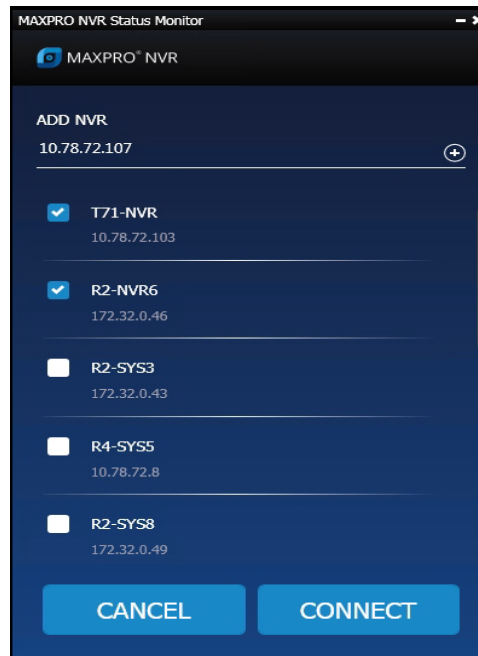 MAXPRO NVR Status Monitor
MAXPRO® NVR
ADD NVR
10.78.72.107
T71-NVR
10.78.72.103
R2-NVR6
172.32.0.46
R2-SYS3
172.32.0.43
R4-SYS5
10.78.72.8
R2-SYS8
172.32.0.49
CANCEL CONNECT